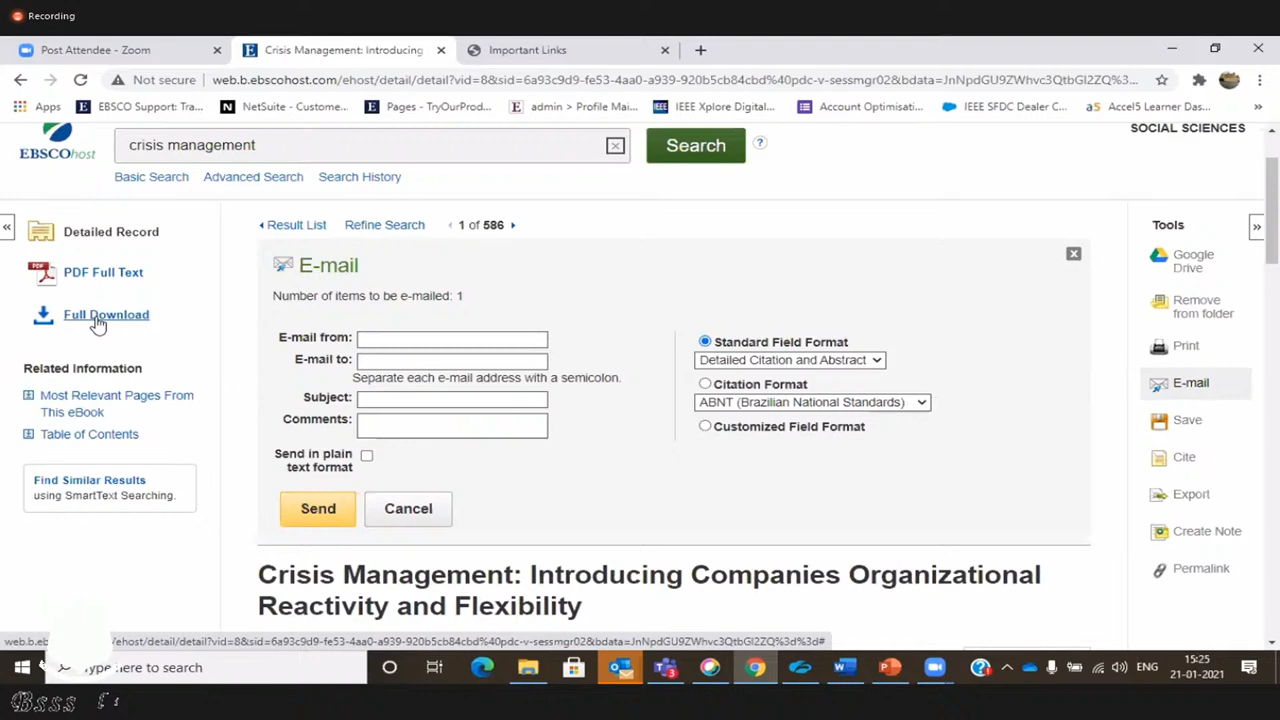 Recording
Post Attendee - Zoom
Crisis Management: Introducing
Important Links
Not secure web.b.ebscohost.com/ehost/detail/detail?vid=8&sid=6a93c9d9-fe53-4aa0-a939-920b5cb84cbd%40pdc-v-sessmgr02&bdata=JnNpdGU9ZWhvc3QtbGl2ZQ%3...
Apps EBSCO Support: Tra... NetSuite - Custome... Pages - TryOurProd... admin > Profile Mai... IEEE Xplore Digital... Account Optimisati... IEEE SFDC Dealer C... Accel5 Learner Das...
EBSCOhost
crisis management
Search
SOCIAL SCIENCES
Basic Search Advanced Search Search History
Detailed Record
PDF Full Text
Full Download
Related Information
Most Relevant Pages From
This eBook
Table of Contents
Find Similar Results
using SmartText Searching.
Result List Refine Search 1 of 586
E-mail
Number of items to be e-mailed: 1
E-mail from:
E-mail to:
Separate each e-mail address with a semicolon.
Subject:
Comments:
Send in plain
text format
Send Cancel
Standard Field Format
Detailed Citation and Abstract
Citation Format
ABNT (Brazilian National Standards)
Customized Field Format
Tools
Google
Drive
Remove
from folder
Print
E-mail
Save
Cite
Export
Create Note
Permalink
Crisis Management: Introducing Companies Organizational
Reactivity and Flexibility
ehost/detail/detail?vid=8&sid=6a93c9d9-fe53-4aa0-a939-920b5cb84cbd%40pdc-v-sessmgr02&bdata=JnNpdGU9ZWhvc3QtbGl2ZQ%3d%3d#
ype here to search
ENG
15:25
21-01-2021
Bsss